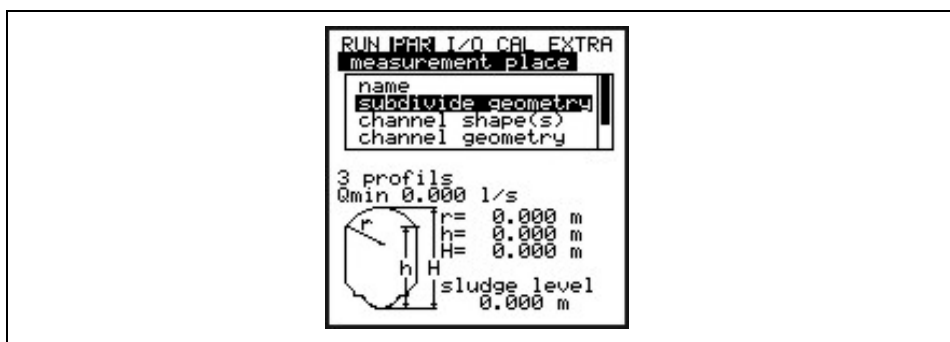 RUN PAR I/O CAL EXTRA
measurement place
name
subdivide geometry
channel shape(s)
channel geometry
3 profils
Qmin 0.000 l/s
r= 0.000 m
h= 0.000 m
H= 0.000 m
r
h H
sludge level
0.000 m